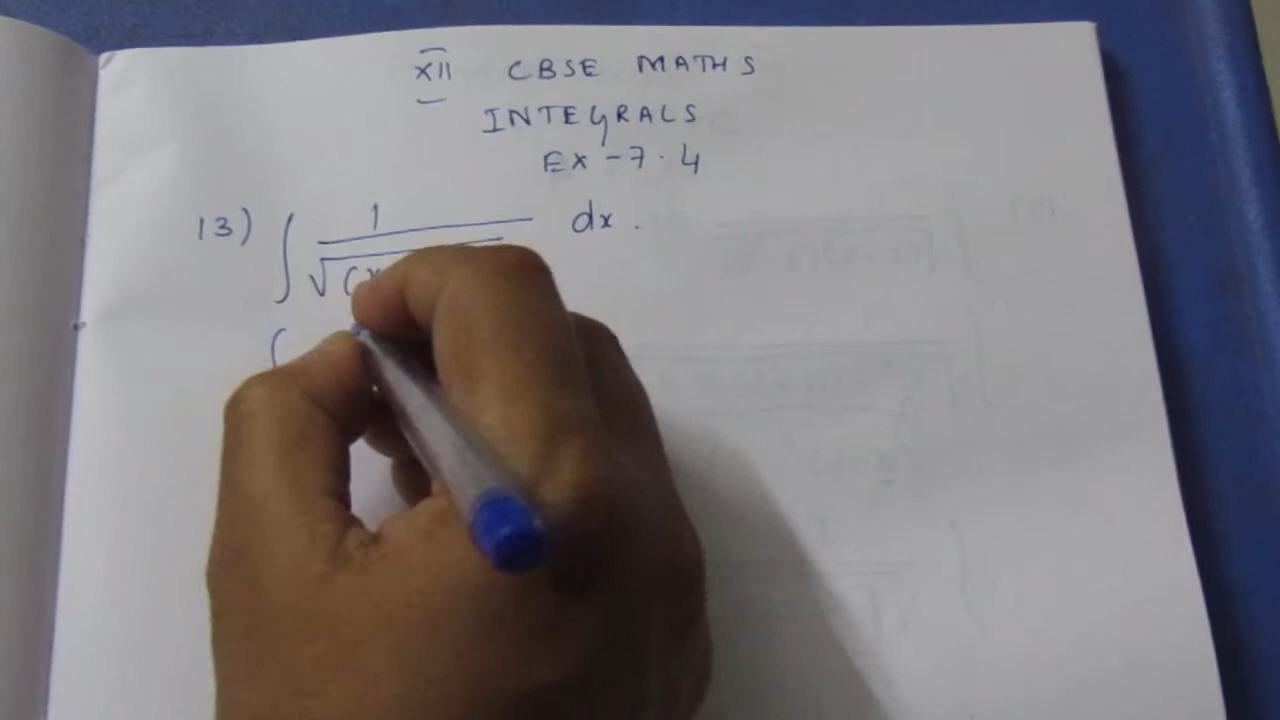 XII CBSE MATHS
INTEGRALS
Ex - 7.4
13) ∫ 1 / √(x dx.
∫